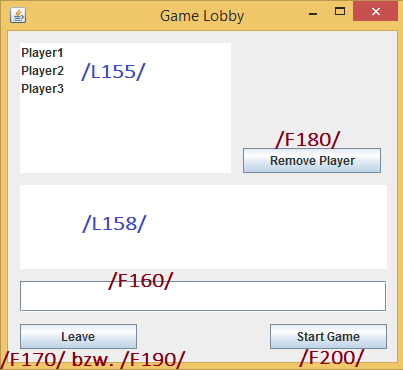 Game Lobby
Player1
Player2 /L155/
Player3
/F180/
Remove Player
/L158/
/F160/
Leave Start Game
/F170/ bzw. /F190/ /F200/